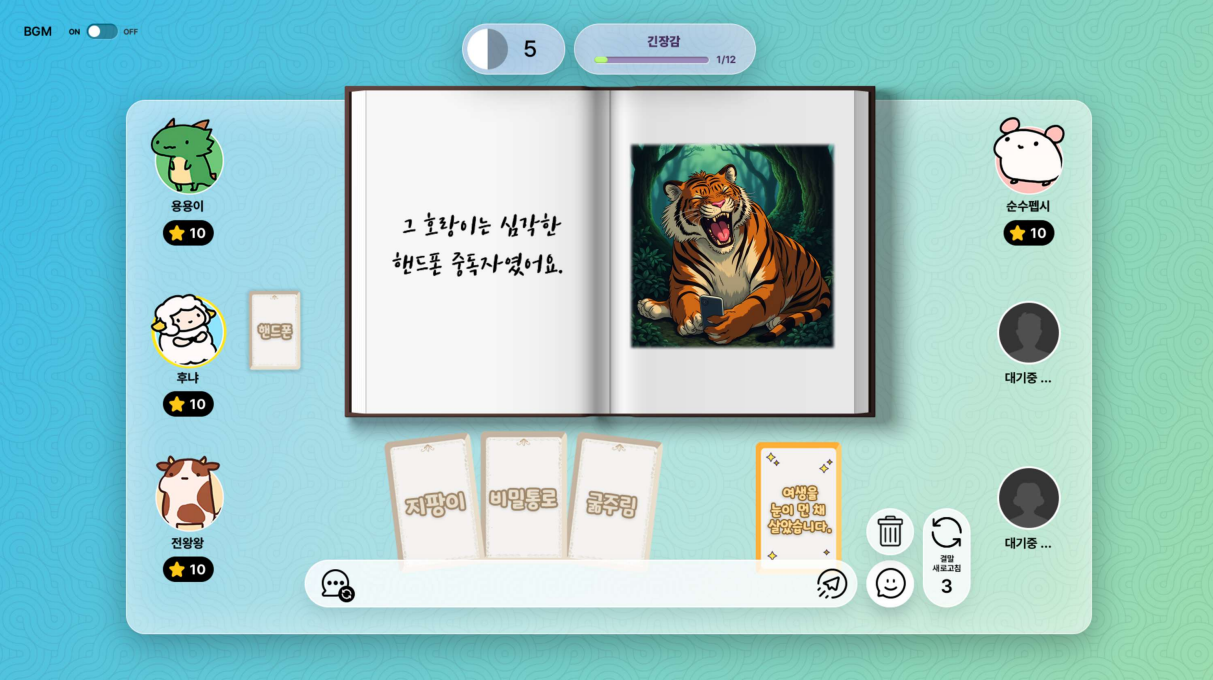 BGM ON OFF
5
긴장감
1/12
용용이
10
후냐
10
전왕왕
10
핸드폰
그 호랑이는 심각한
핸드폰 중독자였어요.
순수펩시
10
대기중 ...
대기중 ...
지팡이
비밀통로
굶주림
여생을
눈이 먼 채
살았습니다.
결말
새로고침
3